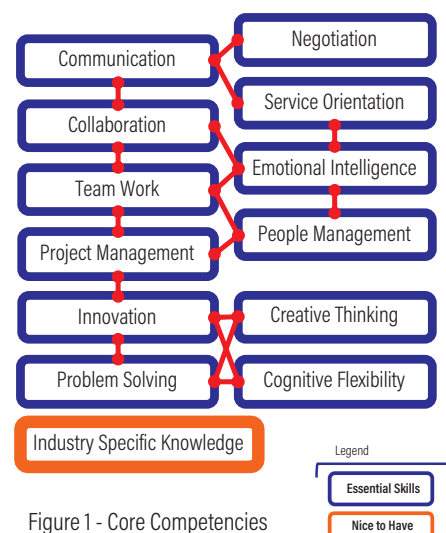 Negotiation
Communication
Service Orientation
Collaboration
Emotional Intelligence
Team Work
People Management
Project Management
Innovation
Creative Thinking
Problem Solving
Cognitive Flexibility
Industry Specific Knowledge
Legend
Essential Skills
Nice to Have
Figure 1 - Core Competencies